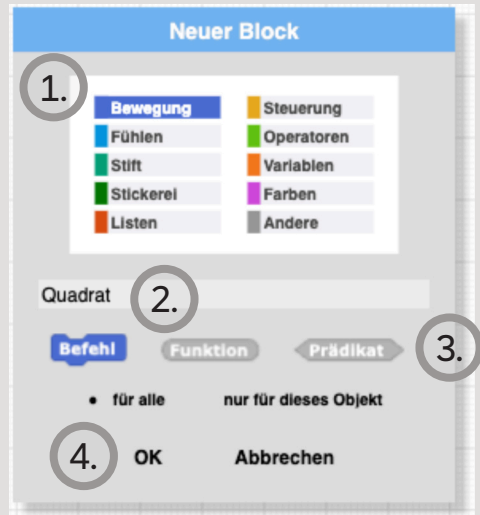 Neuer Block
1.
Bewegung Steuerung
Fühlen Operatoren
Stift Variablen
Stickerei Farben
Listen Andere
Quadrat 2.
Befehl Funktion Prädikat 3.
für alle nur für dieses Objekt
4. OK Abbrechen